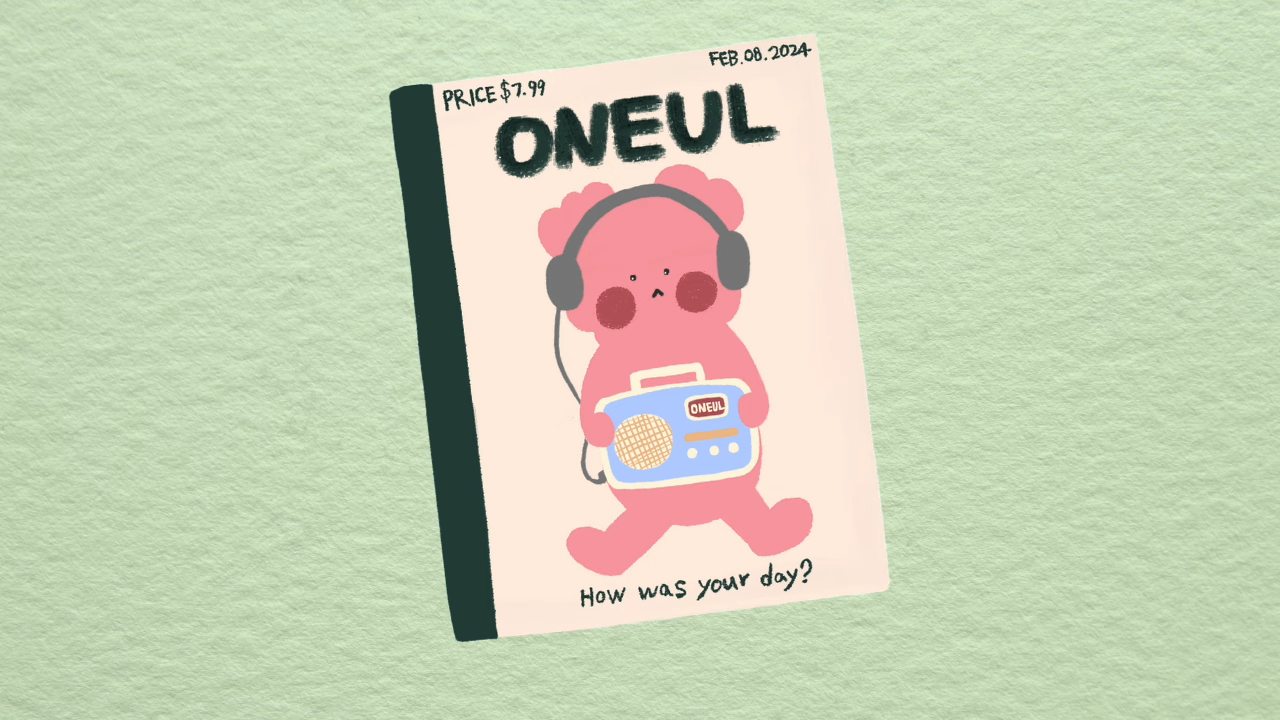 PRICE $7.99
FEB.08.2024
ONEUL
ONEUL
How was your day?